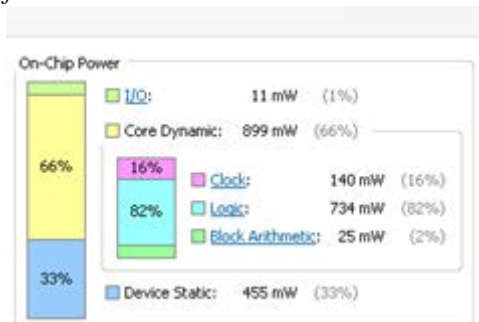 On-Chip Power
I/O: 11 mW (1%)
Core Dynamic: 899 mW (66%)
66%
16%
Clock: 140 mW (16%)
82%
Logic: 734 mW (82%)
Block Arithmetic: 25 mW (2%)
33%
Device Static: 455 mW (33%)